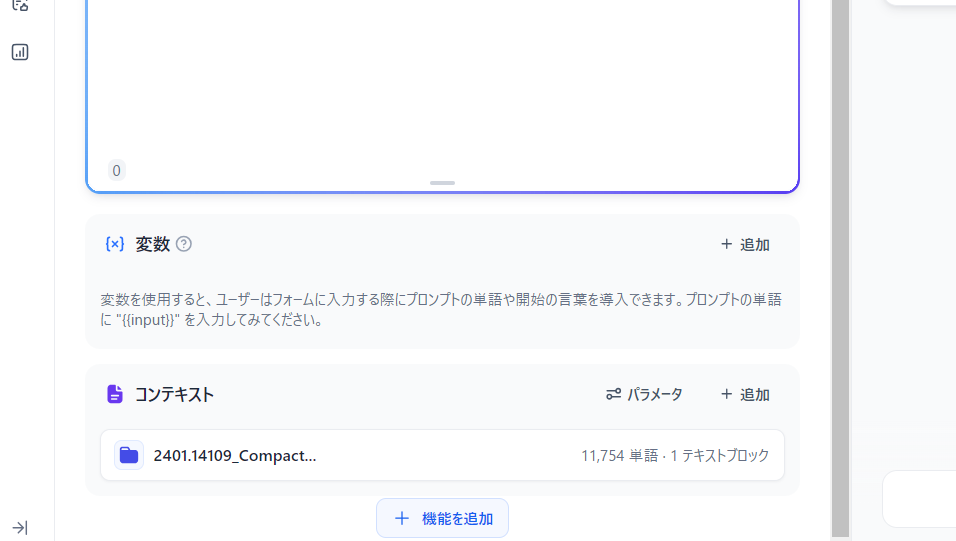 0
{x} 変数 ?
+ 追加
変数を使用すると、ユーザーはフォームに入力する際にプロンプトの単語や開始の言葉を導入できます。プロンプトの単語
に "{{input}}" を入力してみてください。
コンテキスト
パラメータ
+ 追加
2401.14109_Compact...
11,754 単語 · 1 テキストブロック
+ 機能を追加